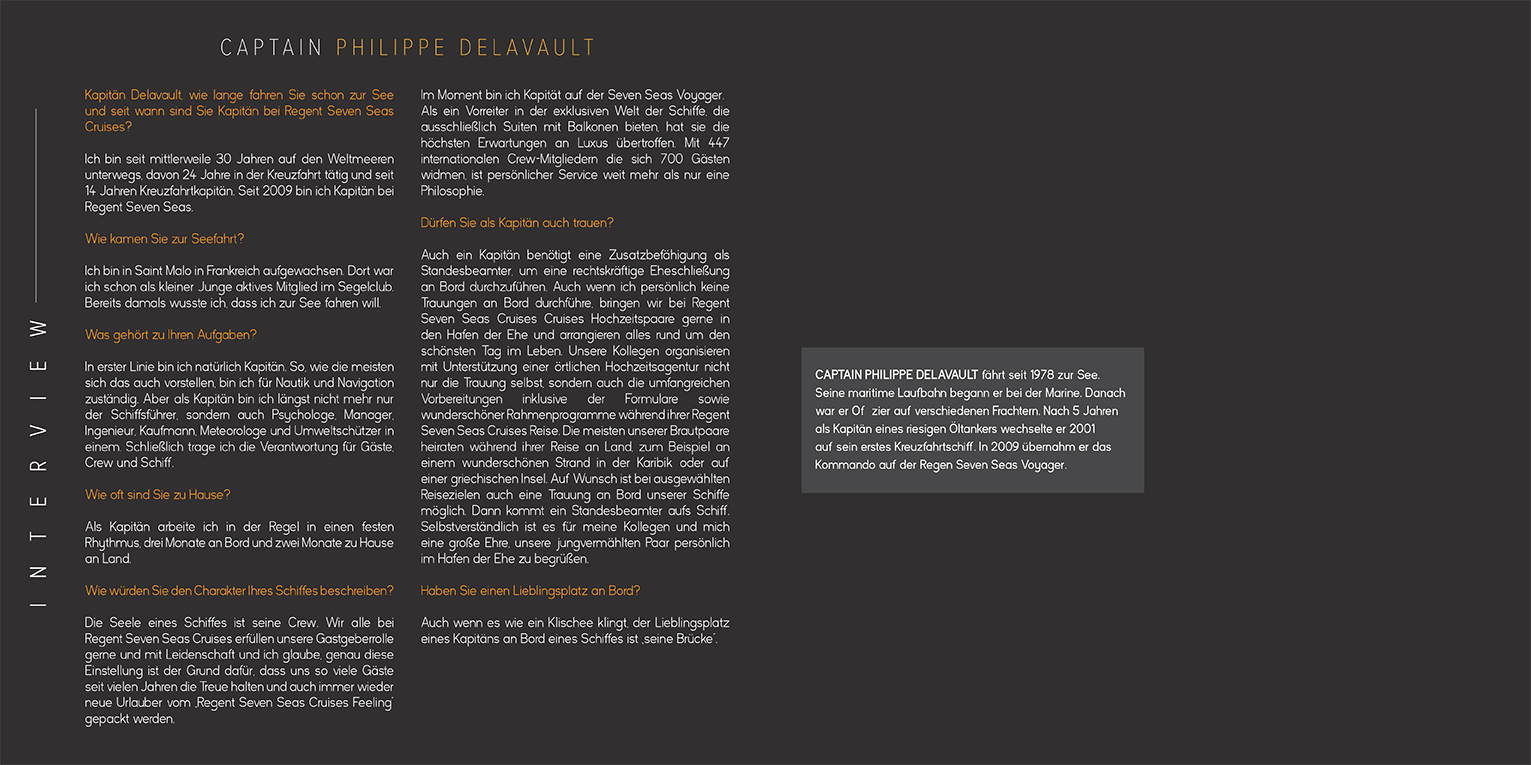 CAPTAIN PHILIPPE DELAVAULT
INTERVIEW
Kapitän Delavault, wie lange fahren Sie schon zur See
und seit wann sind Sie Kapitän bei Regent Seven Seas
Cruises?
Ich bin seit mittlerweile 30 Jahren auf den Weltmeeren
unterwegs, davon 24 Jahre in der Kreuzfahrt tätig und seit
14 Jahren Kreuzfahrtkapitän. Seit 2009 bin ich Kapitän bei
Regent Seven Seas.
Wie kamen Sie zur Seefahrt?
Ich bin in Saint Malo in Frankreich aufgewachsen. Dort war
ich schon als kleiner Junge aktives Mitglied im Segelclub.
Bereits damals wusste ich, dass ich zur See fahren will.
Was gehört zu Ihren Aufgaben?
In erster Linie bin ich natürlich Kapitän. So, wie die meisten
sich das auch vorstellen, bin ich für Nautik und Navigation
zuständig. Aber als Kapitän bin ich längst nicht mehr nur
der Schiffsführer, sondern auch Psychologe, Manager,
Ingenieur, Kaufmann, Meteorologe und Umweltschützer in
einem. Schließlich trage ich die Verantwortung für Gäste,
Crew und Schiff.
Wie oft sind Sie zu Hause?
Als Kapitän arbeite ich in der Regel in einen festen
Rhythmus, drei Monate an Bord und zwei Monate zu Hause
an Land.
Wie würden Sie den Charakter Ihres Schiffes beschreiben?
Die Seele eines Schiffes ist seine Crew. Wir alle bei
Regent Seven Seas Cruises erfüllen unsere Gastgeberrolle
gerne und mit Leidenschaft und ich glaube, genau diese
Einstellung ist der Grund dafür, dass uns so viele Gäste
seit vielen Jahren die Treue halten und auch immer wieder
neue Urlauber vom „Regent Seven Seas Cruises Feeling“
gepackt werden.
Im Moment bin ich Kapität auf der Seven Seas Voyager.
Als ein Vorreiter in der exklusiven Welt der Schiffe, die
ausschließlich Suiten mit Balkonen bieten, hat sie die
höchsten Erwartungen an Luxus übertroffen. Mit 447
internationalen Crew-Mitgliedern die sich 700 Gästen
widmen, ist persönlicher Service weit mehr als nur eine
Philosophie.
Dürfen Sie als Kapitän auch trauen?
Auch ein Kapitän benötigt eine Zusatzbefähigung als
Standesbeamter, um eine rechtskräftige Eheschließung
an Bord durchzuführen. Auch wenn ich persönlich keine
Trauungen an Bord durchführe, bringen wir bei Regent
Seven Seas Cruises Cruises Hochzeitspaare gerne in
den Hafen der Ehe und arrangieren alles rund um den
schönsten Tag im Leben. Unsere Kollegen organisieren
mit Unterstützung einer örtlichen Hochzeitsagentur nicht
nur die Trauung selbst, sondern auch die umfangreichen
Vorbereitungen inklusive der Formulare sowie
wunderschöner Rahmenprogramme während ihrer Regent
Seven Seas Cruises Reise. Die meisten unserer Brautpaare
heiraten während ihrer Reise an Land, zum Beispiel an
einem wunderschönen Strand in der Karibik oder auf
einer griechischen Insel. Auf Wunsch ist bei ausgewählten
Reisezielen auch eine Trauung an Bord unserer Schiffe
möglich. Dann kommt ein Standesbeamter aufs Schiff.
Selbstverständlich ist es für meine Kollegen und mich
eine große Ehre, unsere jungvermählten Paar persönlich
im Hafen der Ehe zu begrüßen.
Haben Sie einen Lieblingsplatz an Bord?
Auch wenn es wie ein Klischee klingt, der Lieblingsplatz
eines Kapitäns an Bord eines Schiffes ist „seine Brücke“.
CAPTAIN PHILIPPE DELAVAULT fährt seit 1978 zur See.
Seine maritime Laufbahn begann er bei der Marine. Danach
war er Of zier auf verschiedenen Frachtern. Nach 5 Jahren
als Kapitän eines riesigen Öltankers wechselte er 2001
auf sein erstes Kreuzfahrtschiff. In 2009 übernahm er das
Kommando auf der Regen Seven Seas Voyager.